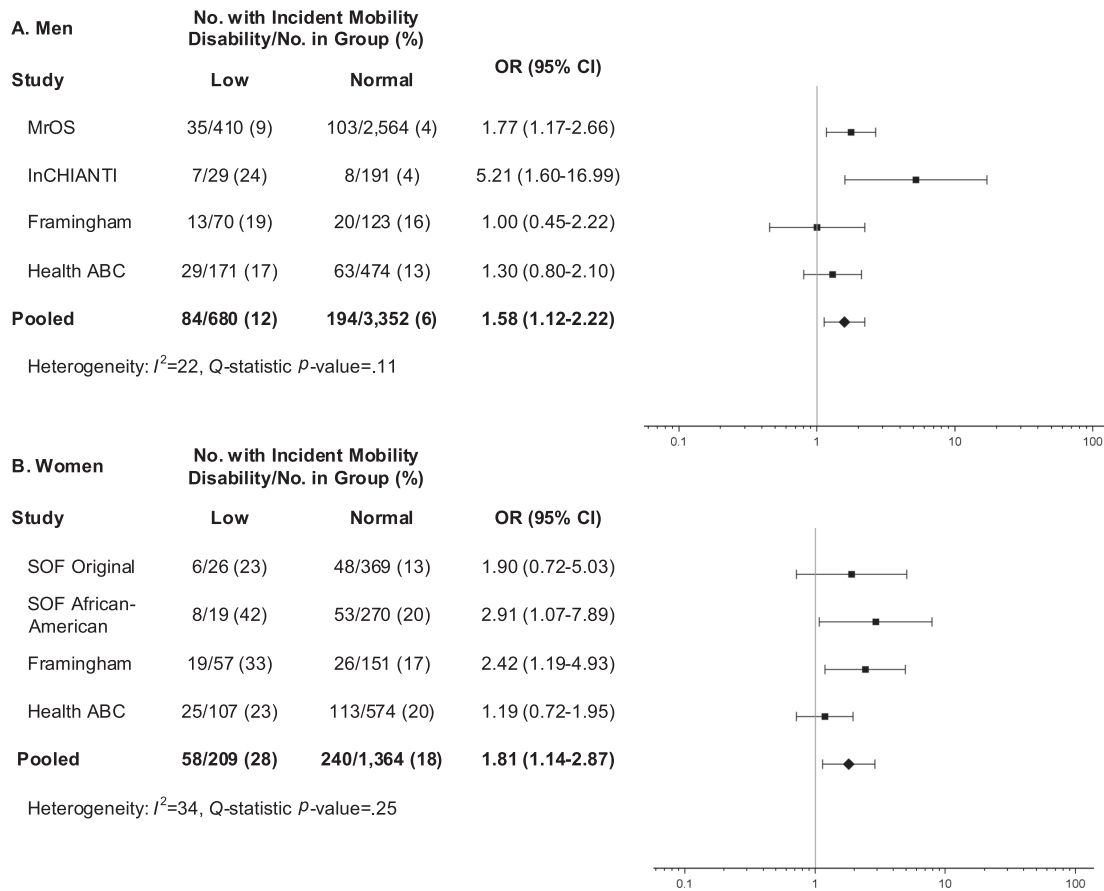 A. Men
No. with Incident Mobility
Disability/No. in Group (%)
OR (95% CI)
Study Low Normal
MrOS 35/410 (9) 103/2,564 (4) 1.77 (1.17-2.66)
InCHIANTI 7/29 (24) 8/191 (4) 5.21 (1.60-16.99)
Framingham 13/70 (19) 20/123 (16) 1.00 (0.45-2.22)
Health ABC 29/171 (17) 63/474 (13) 1.30 (0.80-2.10)
Pooled 84/680 (12) 194/3,352 (6) 1.58 (1.12-2.22)
Heterogeneity: I²=22, Q-statistic p-value=.11
0.1 1 10 100
B. Women
No. with Incident Mobility
Disability/No. in Group (%)
Study Low Normal OR (95% CI)
SOF Original 6/26 (23) 48/369 (13) 1.90 (0.72-5.03)
SOF African-
American 8/19 (42) 53/270 (20) 2.91 (1.07-7.89)
Framingham 19/57 (33) 26/151 (17) 2.42 (1.19-4.93)
Health ABC 25/107 (23) 113/574 (20) 1.19 (0.72-1.95)
Pooled 58/209 (28) 240/1,364 (18) 1.81 (1.14-2.87)
Heterogeneity: I²=34, Q-statistic p-value=.25
0.1 1 10 100